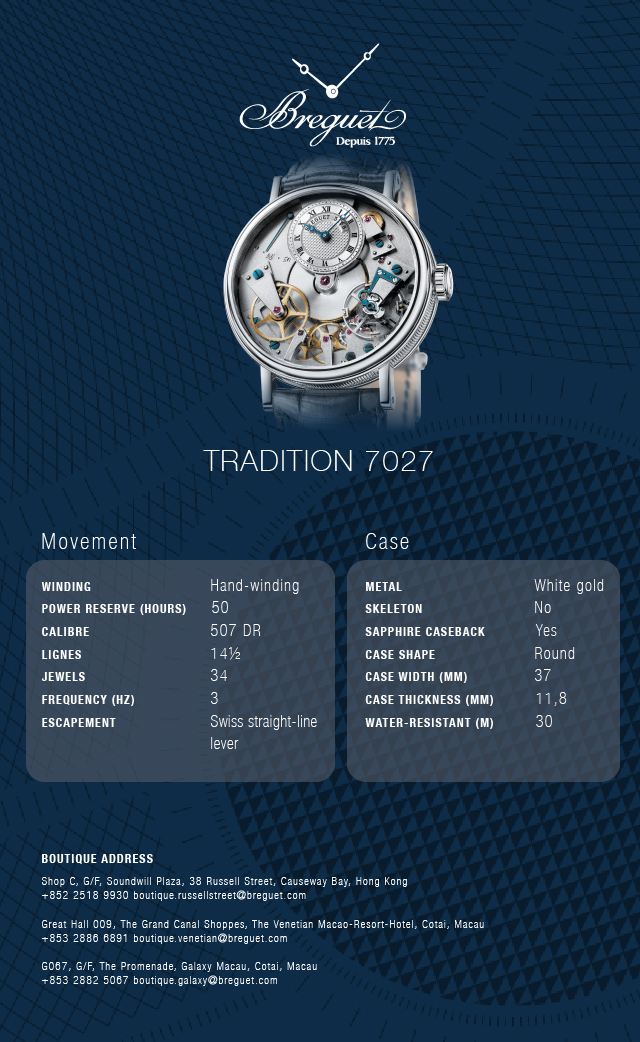 Breguet
Depuis 1775
TRADITION 7027
Movement
WINDING Hand-winding
POWER RESERVE (HOURS) 50
CALIBRE 507 DR
LIGNES 14½
JEWELS 34
FREQUENCY (HZ) 3
ESCAPEMENT Swiss straight-line
lever
Case
METAL White gold
SKELETON No
SAPPHIRE CASEBACK Yes
CASE SHAPE Round
CASE WIDTH (MM) 37
CASE THICKNESS (MM) 11,8
WATER-RESISTANT (M) 30
BOUTIQUE ADDRESS
Shop C, G/F, Soundwill Plaza, 38 Russell Street, Causeway Bay, Hong Kong
+852 2518 9930 boutique.russellstreet@breguet.com
Great Hall 009, The Grand Canal Shoppes, The Venetian Macao-Resort-Hotel, Cotai, Macau
+853 2886 6891 boutique.venetian@breguet.com
G067, G/F, The Promenade, Galaxy Macau, Cotai, Macau
+853 2882 5067 boutique.galaxy@breguet.com